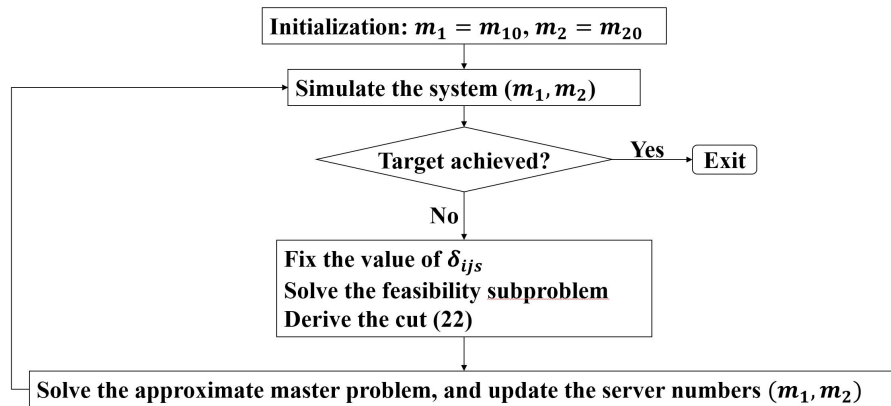 Initialization: m₁ = m₁₀, m₂ = m₂₀
Simulate the system (m₁, m₂)
Target achieved?
Yes
Exit
No
Fix the value of δᵢⱼₛ
Solve the feasibility subproblem
Derive the cut (22)
Solve the approximate master problem, and update the server numbers (m₁, m₂)